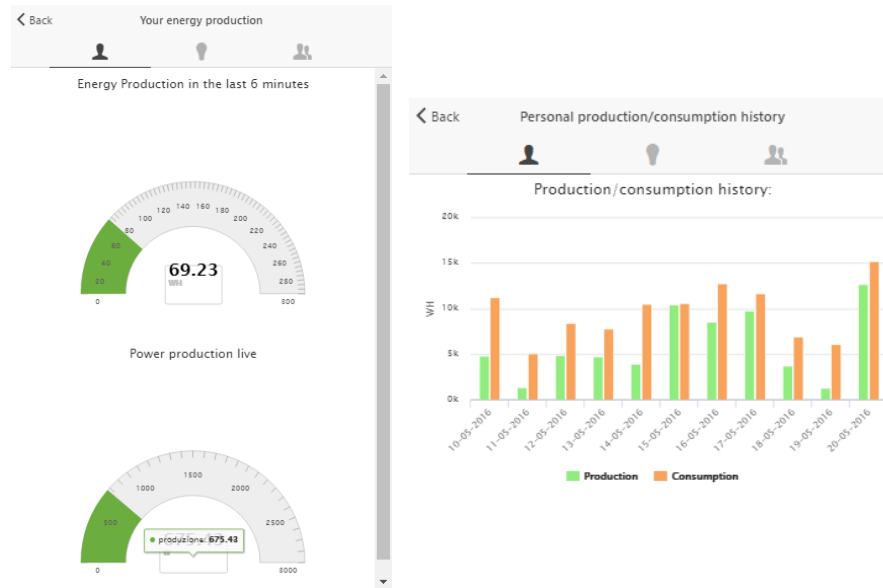 Back
Your energy production
Energy Production in the last 6 minutes
0
20
40
60
80
100
120
140
160
180
200
220
240
260
280
300
69.23
WH
Power production live
0
500
1000
1500
2000
2500
3000
675.43
W
produzione: 675.43
Back
Personal production/consumption history
Production/consumption history:
WH
20k
15k
10k
5k
0k
10-05-2016
11-05-2016
12-05-2016
13-05-2016
14-05-2016
15-05-2016
16-05-2016
17-05-2016
18-05-2016
19-05-2016
20-05-2016
Production
Consumption